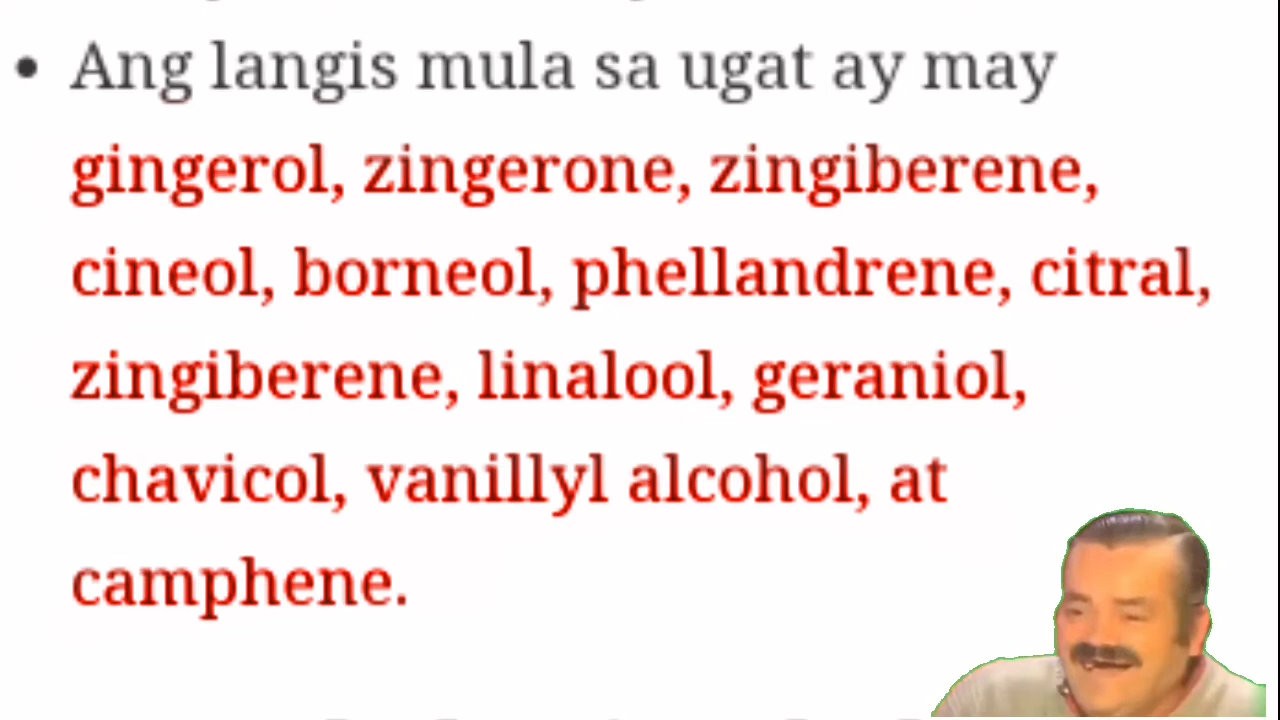 • Ang langis mula sa ugat ay may
gingerol, zingerone, zingiberene,
cineol, borneol, phellandrene, citral,
zingiberene, linalool, geraniol,
chavicol, vanillyl alcohol, at
camphene.